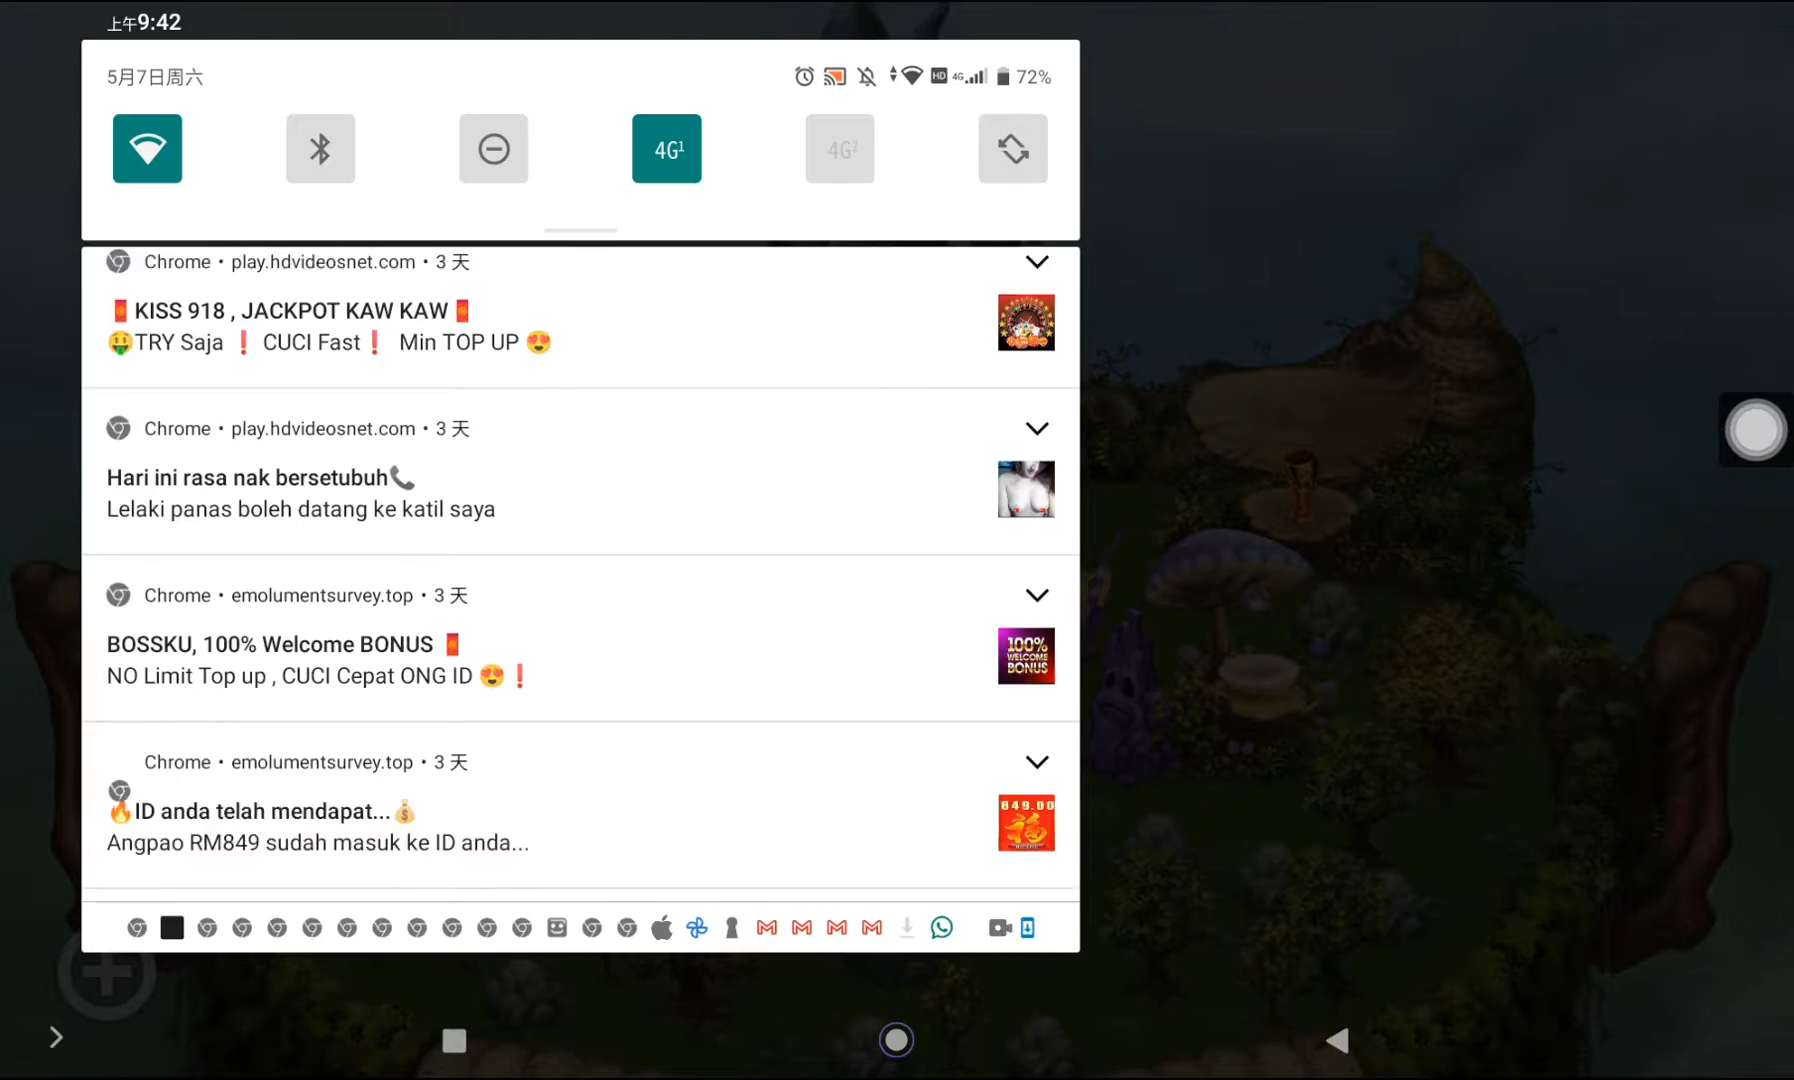 上午9:42
5月7日周六
HD 4G 72%
4G1
4G2
Chrome • play.hdvideosnet.com • 3 天
🧧KISS 918 , JACKPOT KAW KAW🧧
🤑TRY Saja ❗ CUCI Fast❗ Min TOP UP 😍
Chrome • play.hdvideosnet.com • 3 天
Hari ini rasa nak bersetubuh📞
Lelaki panas boleh datang ke katil saya
Chrome • emolumentsurvey.top • 3 天
BOSSKU, 100% Welcome BONUS 🧧
NO Limit Top up , CUCI Cepat ONG ID 😍❗
100%
WELCOME
BONUS
Chrome • emolumentsurvey.top • 3 天
🔥ID anda telah mendapat...💰
Angpao RM849 sudah masuk ke ID anda...
849.00
福